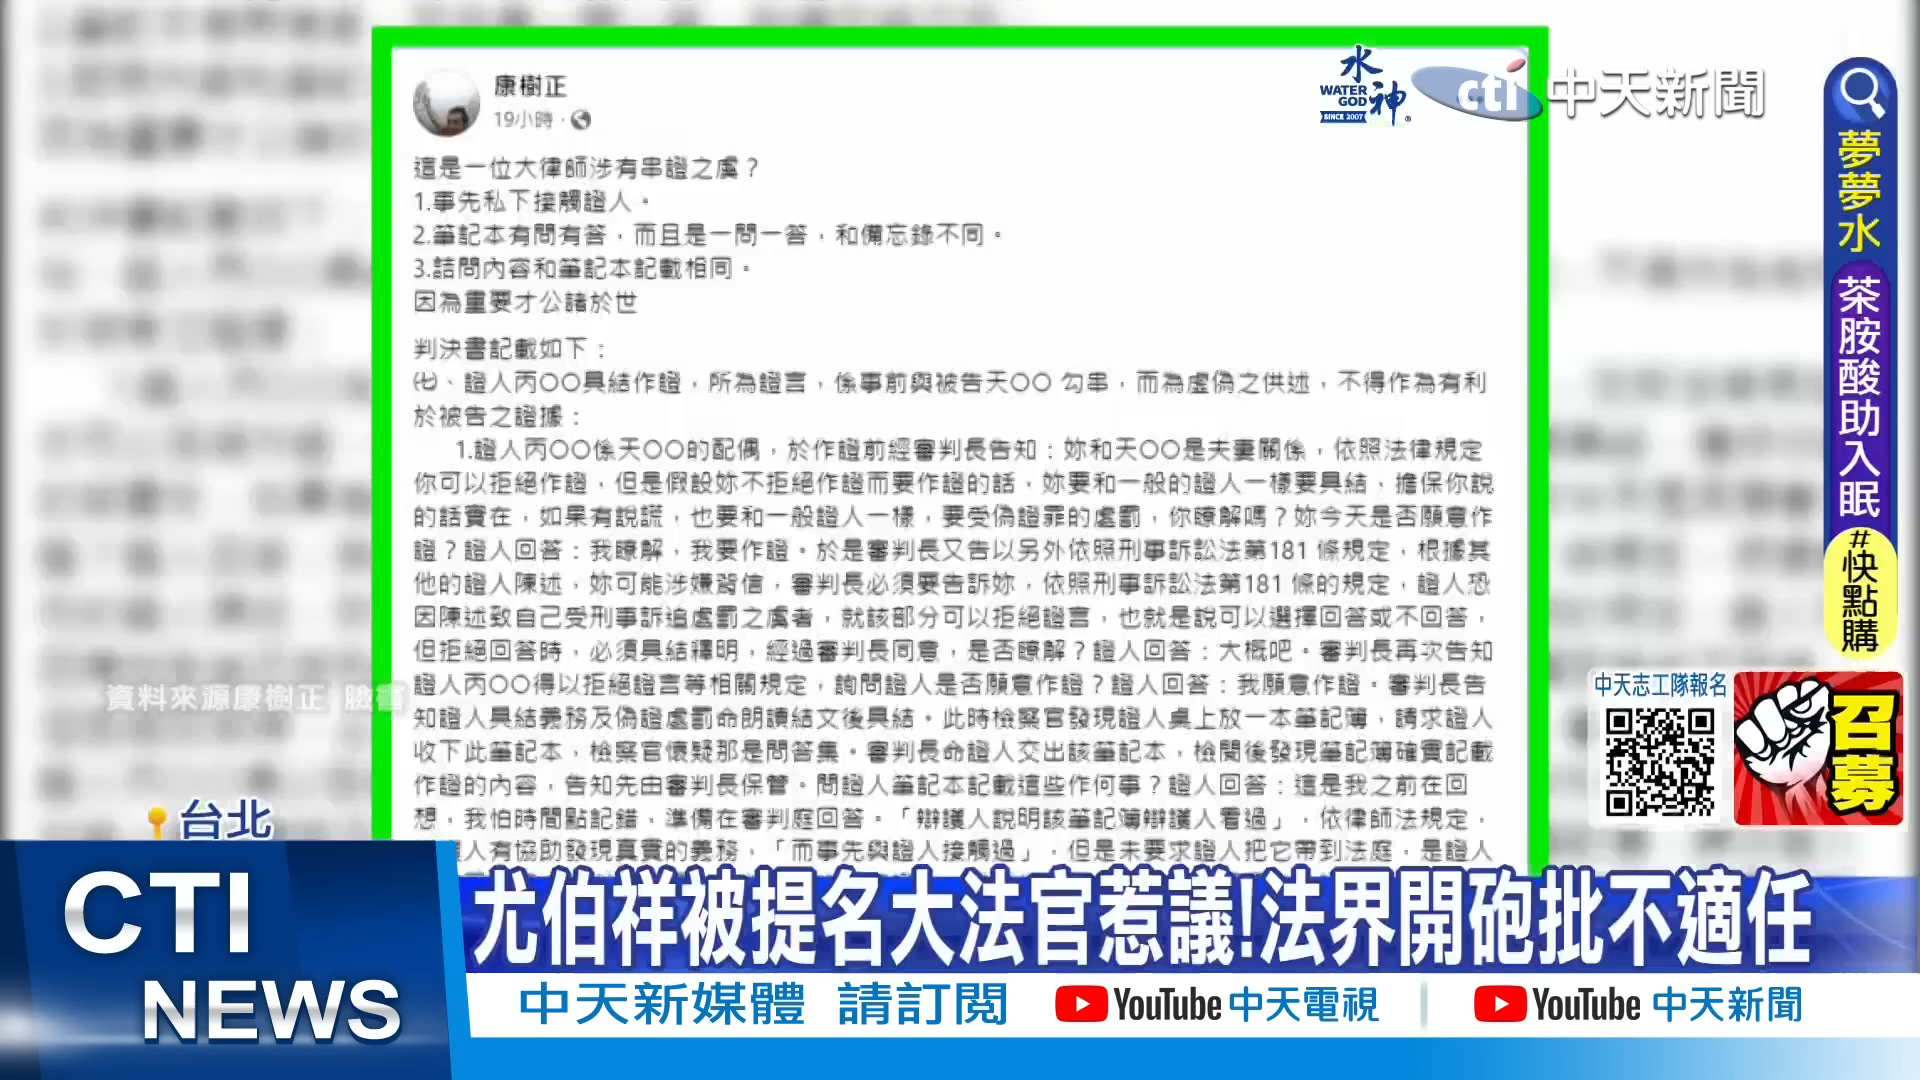 康樹正
19小時·
這是一位大律師涉有串證之虞？
1.事先私下接觸證人。
2.筆記本有問有答，而且是一問一答，和備忘錄不同。
3.詰問內容和筆記本記載相同。
因為重要才公諸於世
判決書記載如下：
㈦、證人丙〇〇具結作證，所為證言，係事前與被告天〇〇 勾串，而為虛偽之供述，不得作為有利
於被告之證據：
1.證人丙〇〇係天〇〇的配偶，於作證前經審判長告知：妳和天〇〇是夫妻關係，依照法律規定
你可以拒絕作證，但是假設妳不拒絕作證而要作證的話，妳要和一般的證人一樣要具結，擔保你說
的話實在，如果有說謊，也要和一般證人一樣，要受偽證罪的處罰，你瞭解嗎？妳今天是否願意作
證？證人回答：我瞭解，我要作證。於是審判長又告以另外依照刑事訴訟法第181 條規定，根據其
他的證人陳述，妳可能涉嫌背信，審判長必須要告訴妳，依照刑事訴訟法第181 條的規定，證人恐
因陳述致自己受刑事訴追處罰之虞者，就該部分可以拒絕證言，也就是說可以選擇回答或不回答，
但拒絕回答時，必須具結釋明，經過審判長同意，是否瞭解？證人回答：大概吧。審判長再次告知
證人丙〇〇得以拒絕證言等相關規定，詢問證人是否願意作證？證人回答：我願意作證。審判長告
知證人具結義務及偽證處罰命朗讀結文後具結。此時檢察官發現證人桌上放一本筆記簿，請求證人
收下此筆記本，檢察官懷疑那是問答集。審判長命證人交出該筆記本，檢閱後發現筆記簿確實記載
作證的內容，告知先由審判長保管。問證人筆記本記載這些作何事？證人回答：這是我之前在回
想，我怕時間點記錯，準備在審判庭回答。「辯護人說明該筆記簿辯護人看過」，依律師法規定，
人有協助發現真實的義務，「而事先與證人接觸過」，但是未要求證人把它帶到法庭，是證人
資料來源康樹正 臉書
水神
WATER GOD
SINCE 2007
cti 中天新聞
夢夢水
茶胺酸助入眠
#快點購
中天志工隊報名
召募
台北
CTI NEWS
尤伯祥被提名大法官惹議!法界開砲批不適任
中天新媒體 請訂閱 YouTube 中天電視 | YouTube 中天新聞